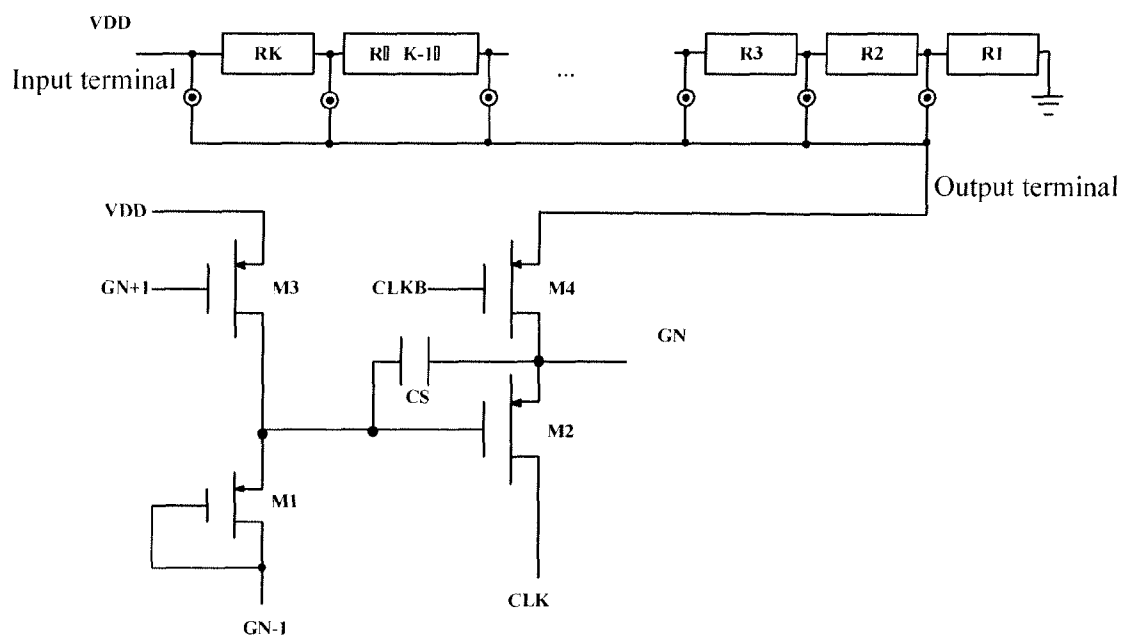 VDD
RK
R▯ K-1▯
...
R3
R2
R1
Input terminal
Output terminal
VDD
GN+1
M3
CLKB
M4
GN
CS
M2
M1
CLK
GN-1